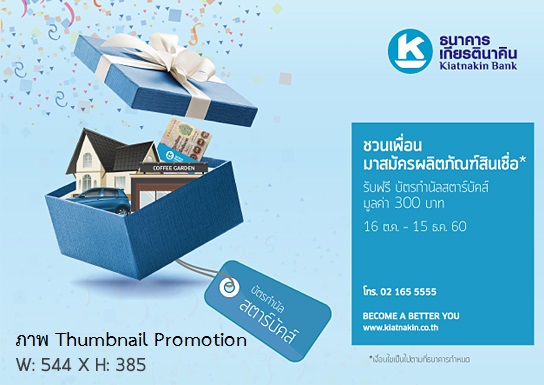 ธนาคาร
เกียรตินาคิน
Kiatnakin Bank
ชวนเพื่อน
มาสมัครผลิตภัณฑ์สินเชื่อ*
รับฟรี บัตรกำนัลสตาร์บัคส์
มูลค่า 300 บาท
16 ต.ค. - 15 ธ.ค. 60
COFFEE GARDEN
บัตรกำนัล
สตาร์บัคส์
โทร. 02 165 5555
BECOME A BETTER YOU
www.kiatnakin.co.th
*เงื่อนไขเป็นไปตามที่ธนาคารกำหนด
ภาพ Thumbnail Promotion
W: 544 X H: 385